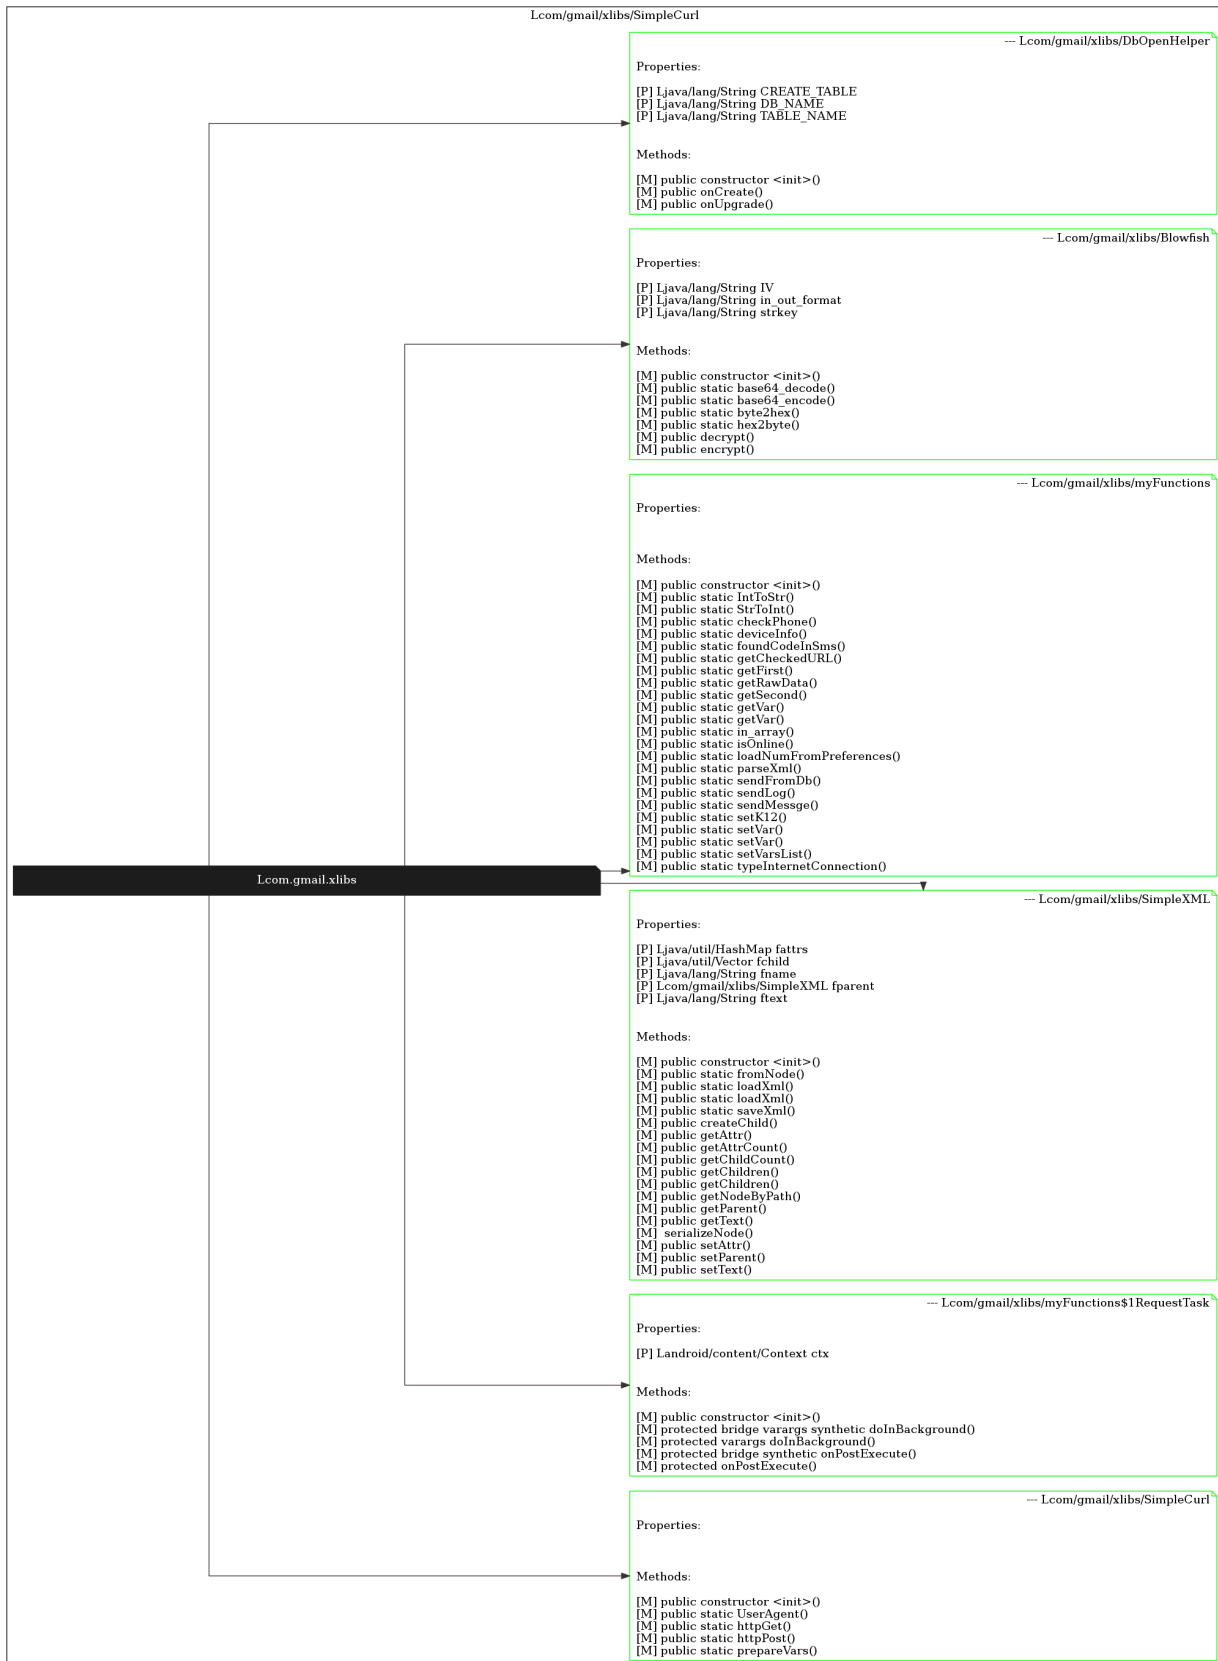 Lcom/gmail/xlibs/SimpleCurl
--- Lcom/gmail/xlibs/DbOpenHelper
Properties:
[P] Ljava/lang/String CREATE_TABLE
[P] Ljava/lang/String DB_NAME
[P] Ljava/lang/String TABLE_NAME
Methods:
[M] public constructor <init>()
[M] public onCreate()
[M] public onUpgrade()
--- Lcom/gmail/xlibs/Blowfish
Properties:
[P] Ljava/lang/String IV
[P] Ljava/lang/String in_out_format
[P] Ljava/lang/String strkey
Methods:
[M] public constructor <init>()
[M] public static base64_decode()
[M] public static base64_encode()
[M] public static byte2hex()
[M] public static hex2byte()
[M] public decrypt()
[M] public encrypt()
--- Lcom/gmail/xlibs/myFunctions
Properties:
Methods:
[M] public constructor <init>()
[M] public static IntToStr()
[M] public static StrToInt()
[M] public static checkPhone()
[M] public static deviceInfo()
[M] public static foundCodeInSms()
[M] public static getCheckedURL()
[M] public static getFirst()
[M] public static getRawData()
[M] public static getSecond()
[M] public static getVar()
[M] public static getVar()
[M] public static in_array()
[M] public static isOnline()
[M] public static loadNumFromPreferences()
[M] public static parseXml()
[M] public static sendFromDb()
[M] public static sendLog()
[M] public static sendMessge()
[M] public static setK12()
[M] public static setVar()
[M] public static setVar()
[M] public static setVarsList()
[M] public static typeInternetConnection()
Lcom.gmail.xlibs
--- Lcom/gmail/xlibs/SimpleXML
Properties:
[P] Ljava/util/HashMap fattrs
[P] Ljava/util/Vector fchild
[P] Ljava/lang/String fname
[P] Lcom/gmail/xlibs/SimpleXML fparent
[P] Ljava/lang/String ftext
Methods:
[M] public constructor <init>()
[M] public static fromNode()
[M] public static loadXml()
[M] public static loadXml()
[M] public static saveXml()
[M] public createChild()
[M] public getAttr()
[M] public getAttrCount()
[M] public getChildCount()
[M] public getChildren()
[M] public getChildren()
[M] public getNodeByPath()
[M] public getParent()
[M] public getText()
[M]  serializeNode()
[M] public setAttr()
[M] public setParent()
[M] public setText()
--- Lcom/gmail/xlibs/myFunctions$1RequestTask
Properties:
[P] Landroid/content/Context ctx
Methods:
[M] public constructor <init>()
[M] protected bridge varargs synthetic doInBackground()
[M] protected varargs doInBackground()
[M] protected bridge synthetic onPostExecute()
[M] protected onPostExecute()
--- Lcom/gmail/xlibs/SimpleCurl
Properties:
Methods:
[M] public constructor <init>()
[M] public static UserAgent()
[M] public static httpGet()
[M] public static httpPost()
[M] public static prepareVars()